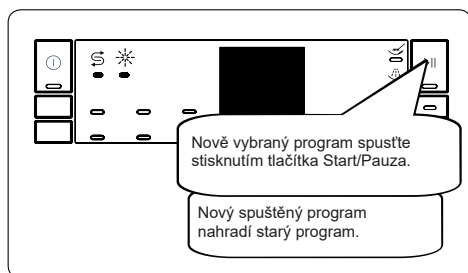 Nově vybraný program spusťte
stisknutím tlačítka Start/Pauza.
Nový spuštěný program
nahradí starý program.